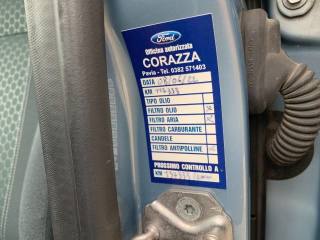 Ford
Officina autorizzata
CORAZZA
Pavia - Tel. 0382 571403
DATA
KM
TIPO OLIO
FILTRO OLIO
FILTRO ARIA
FILTRO CARBURANTE
CANDELE
FILTRO ANTIPOLLINE
PROSSIMO CONTROLLO A
KM